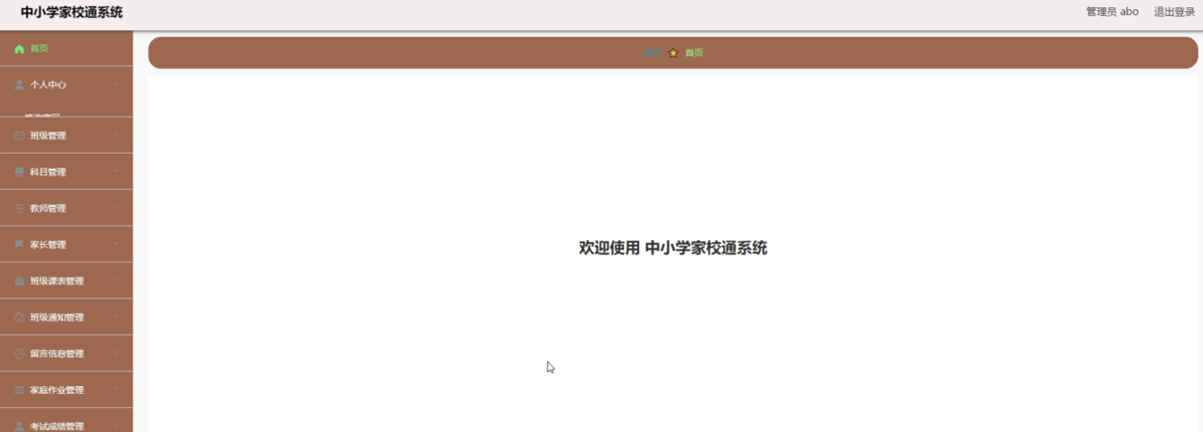 中小学家校通系统
管理员 abo 退出登录
首页
首页 首页
个人中心
修改密码
班级管理
科目管理
教师管理
家长管理
班级课表管理
班级通知管理
留言信息管理
家庭作业管理
考试成绩管理
欢迎使用 中小学家校通系统